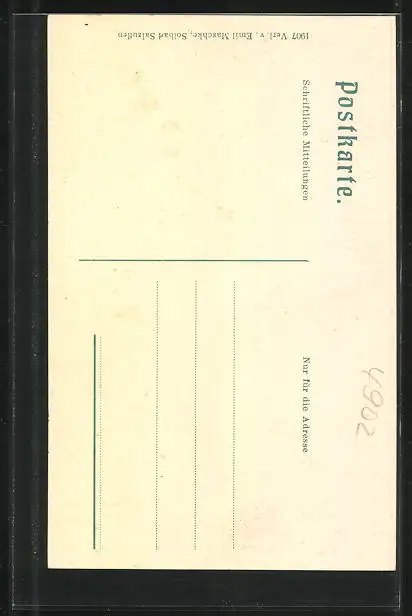 Postkarte.
Schriftliche Mitteilungen
Nur für die Adresse
1907 Verl. v. Emil Maschke, Solbad Salzuflen
4902